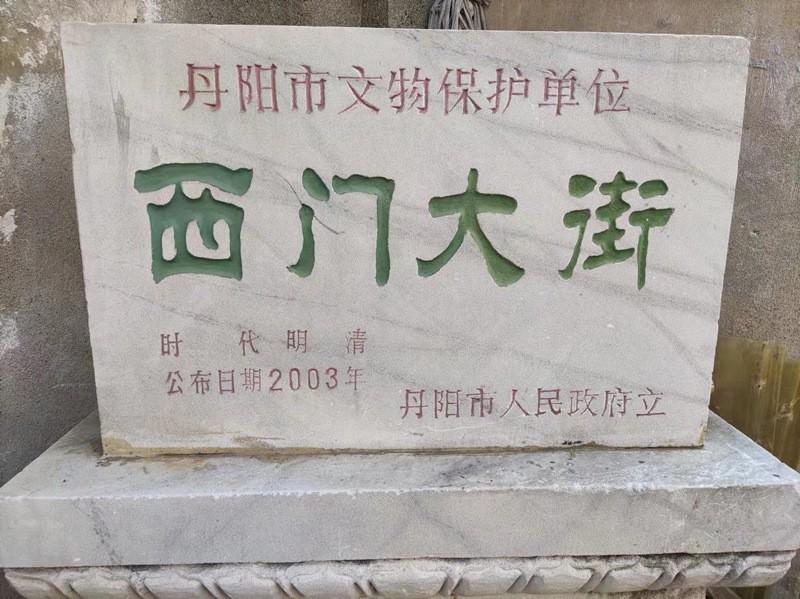 丹阳市文物保护单位
西门大街
时 代 明 清
公布日期2003年
丹阳市人民政府立